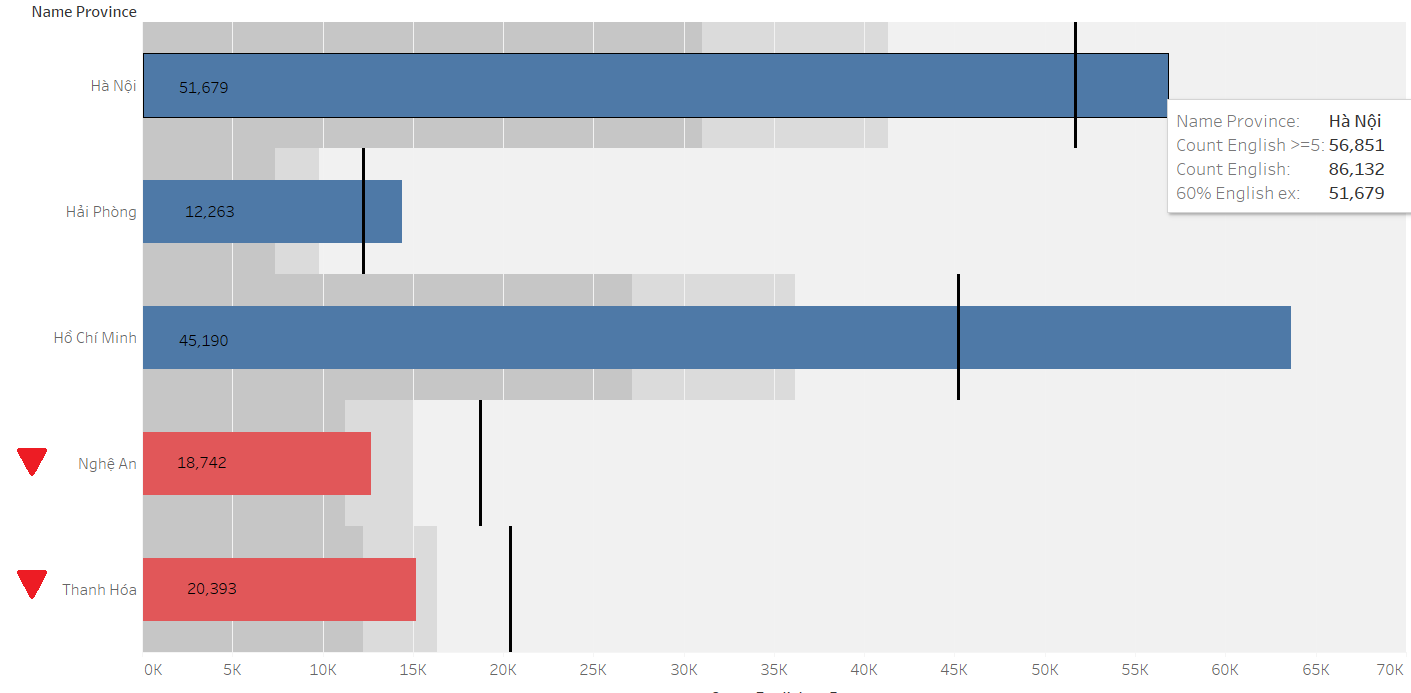 Name Province
Hà Nội
51,679
Name Province: Hà Nội
Count English >=5: 56,851
Count English: 86,132
60% English ex: 51,679
Hải Phòng
12,263
Hồ Chí Minh
45,190
Nghệ An
18,742
Thanh Hóa
20,393
0K 5K 10K 15K 20K 25K 30K 35K 40K 45K 50K 55K 60K 65K 70K